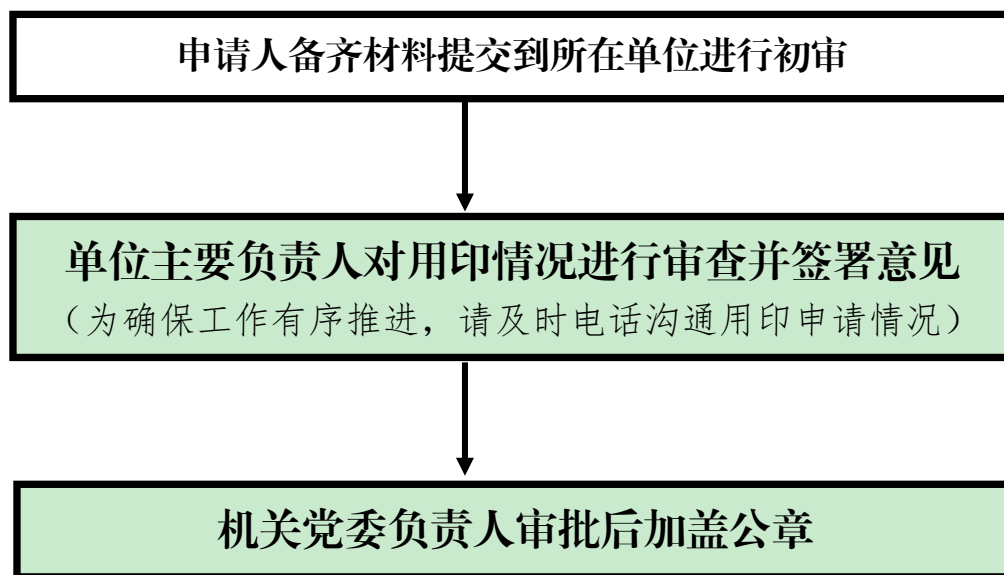 申请人备齐材料提交到所在单位进行初审
单位主要负责人对用印情况进行审查并签署意见
（为确保工作有序推进，请及时电话沟通用印申请情况）
机关党委负责人审批后加盖公章